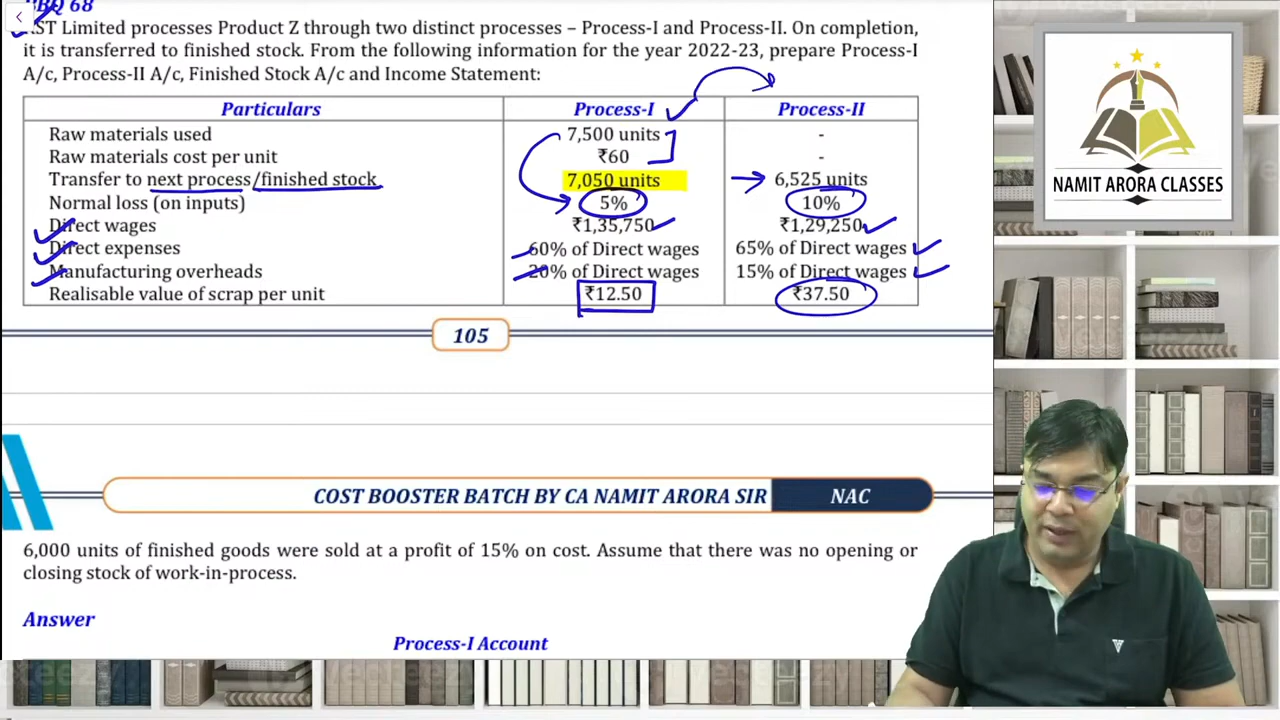 BQ 68
RST Limited processes Product Z through two distinct processes – Process-I and Process-II. On completion,
it is transferred to finished stock. From the following information for the year 2022-23, prepare Process-I
A/c, Process-II A/c, Finished Stock A/c and Income Statement:
Particulars Process-I Process-II
Raw materials used 7,500 units -
Raw materials cost per unit ₹60 -
Transfer to next process/finished stock 7,050 units 6,525 units
Normal loss (on inputs) 5% 10%
Direct wages ₹1,35,750 ₹1,29,250
Direct expenses 60% of Direct wages 65% of Direct wages
Manufacturing overheads 20% of Direct wages 15% of Direct wages
Realisable value of scrap per unit ₹12.50 ₹37.50
105
COST BOOSTER BATCH BY CA NAMIT ARORA SIR NAC
6,000 units of finished goods were sold at a profit of 15% on cost. Assume that there was no opening or
closing stock of work-in-process.
Answer
Process-I Account
NAMIT ARORA CLASSES